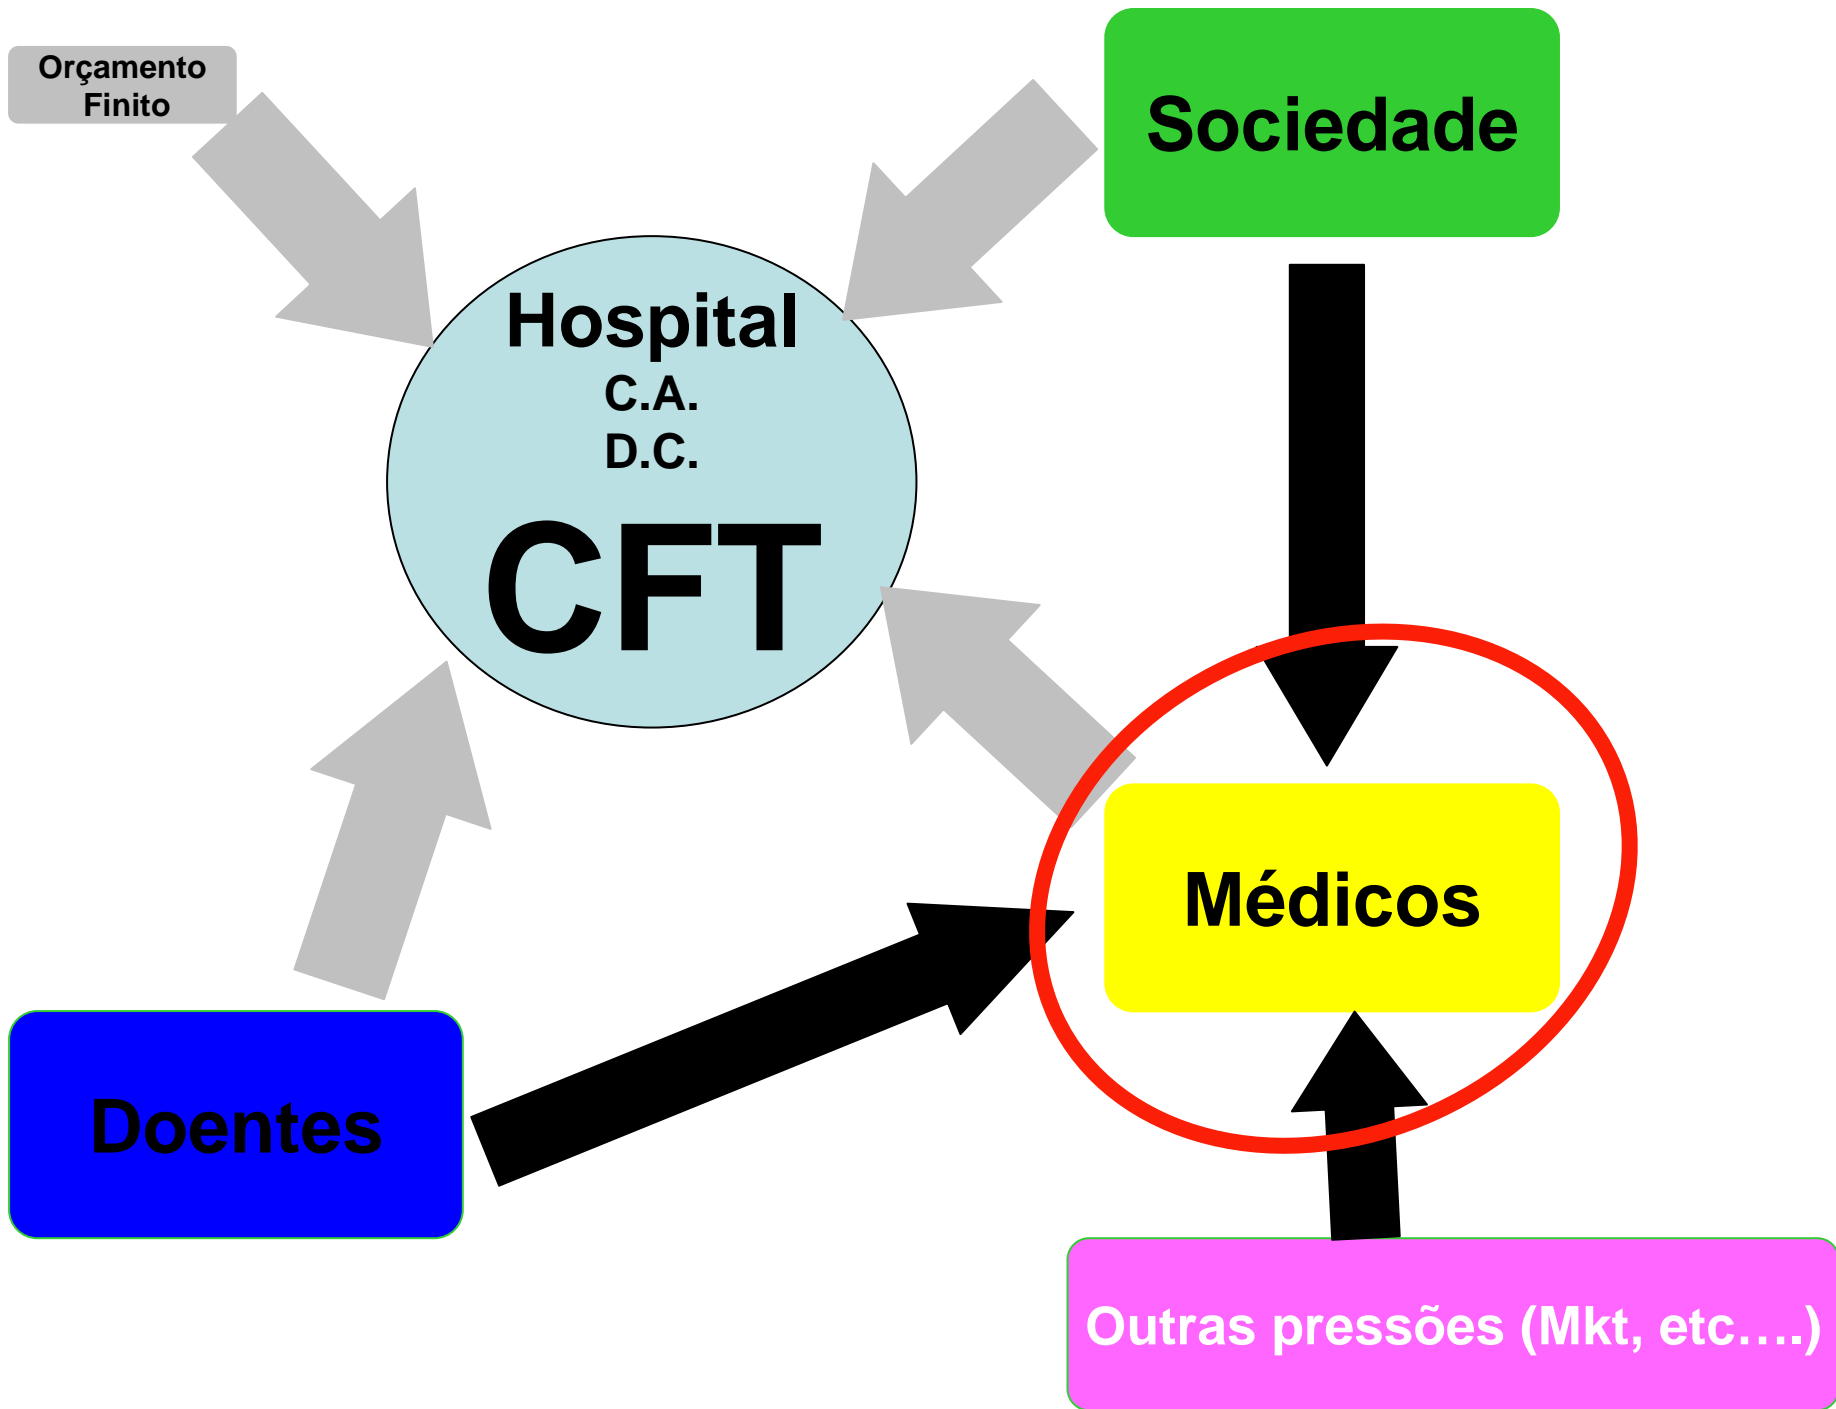 Orçamento
Finito
Sociedade
Hospital
C.A.
D.C.
CFT
Médicos
Doentes
Outras pressões (Mkt, etc….)